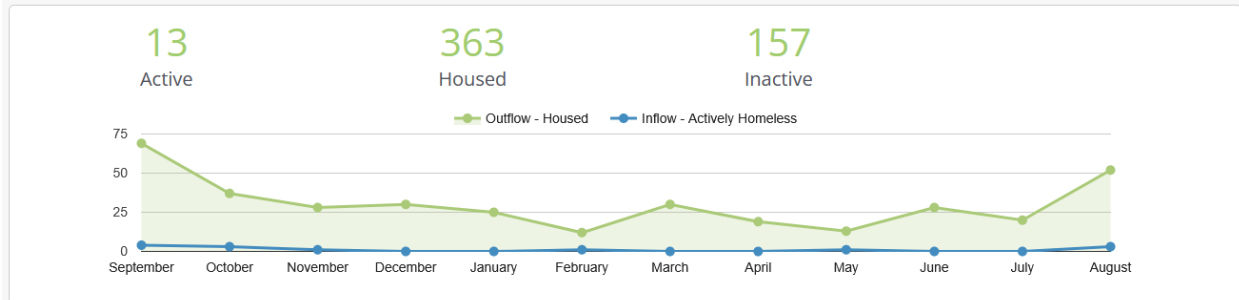 13 363 157
Active Housed Inactive
Outflow - Housed Inflow - Actively Homeless
75
50
25
0
September October November December January February March April May June July August